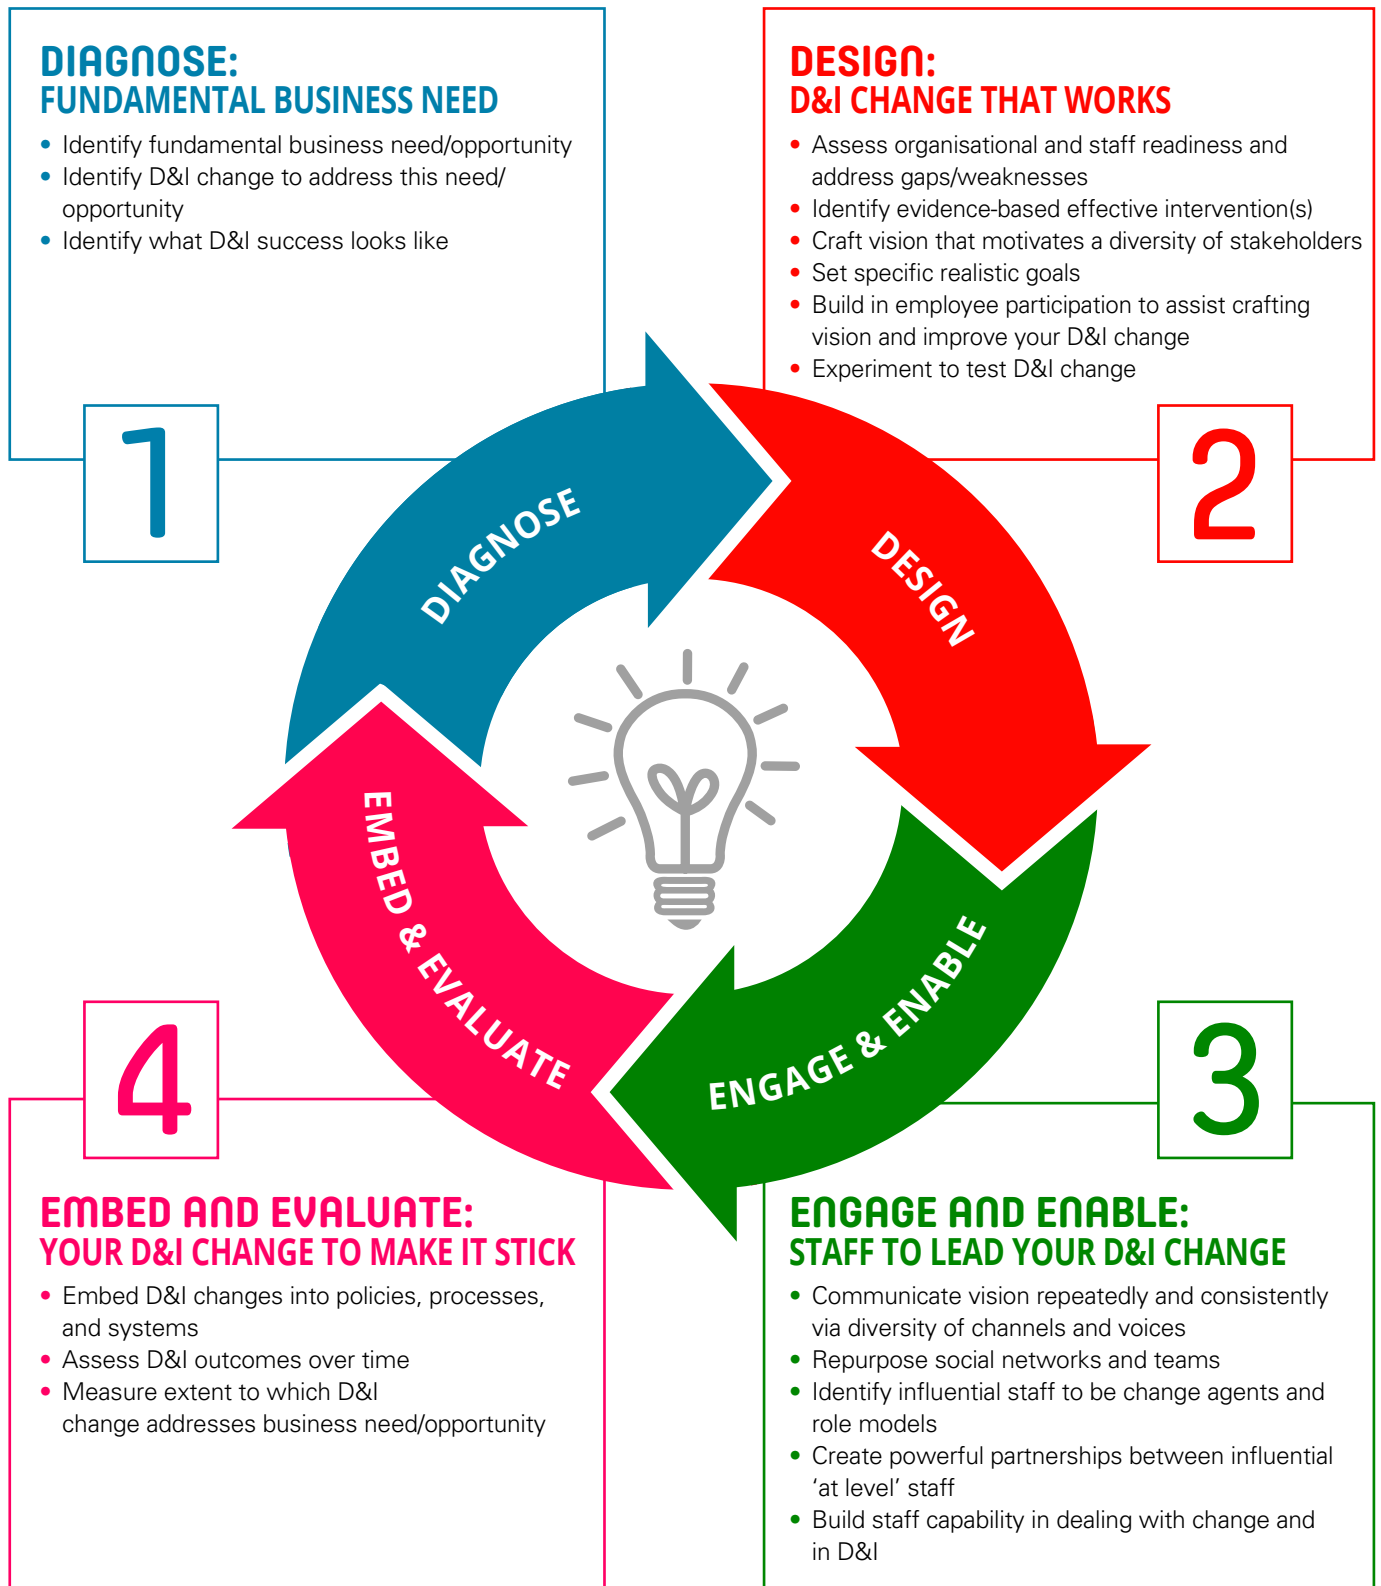 DIAGNOSE:
FUNDAMENTAL BUSINESS NEED
• Identify fundamental business need/opportunity
• Identify D&I change to address this need/
opportunity
• Identify what D&I success looks like
1
DESIGN:
D&I CHANGE THAT WORKS
• Assess organisational and staff readiness and
address gaps/weaknesses
• Identify evidence-based effective intervention(s)
• Craft vision that motivates a diversity of stakeholders
• Set specific realistic goals
• Build in employee participation to assist crafting
vision and improve your D&I change
• Experiment to test D&I change
2
DIAGNOSE
DESIGN
ENGAGE & ENABLE
EMBED & EVALUATE
4
EMBED AND EVALUATE:
YOUR D&I CHANGE TO MAKE IT STICK
• Embed D&I changes into policies, processes,
and systems
• Assess D&I outcomes over time
• Measure extent to which D&I
change addresses business need/opportunity
3
ENGAGE AND ENABLE:
STAFF TO LEAD YOUR D&I CHANGE
• Communicate vision repeatedly and consistently
via diversity of channels and voices
• Repurpose social networks and teams
• Identify influential staff to be change agents and
role models
• Create powerful partnerships between influential
‘at level’ staff
• Build staff capability in dealing with change and
in D&I